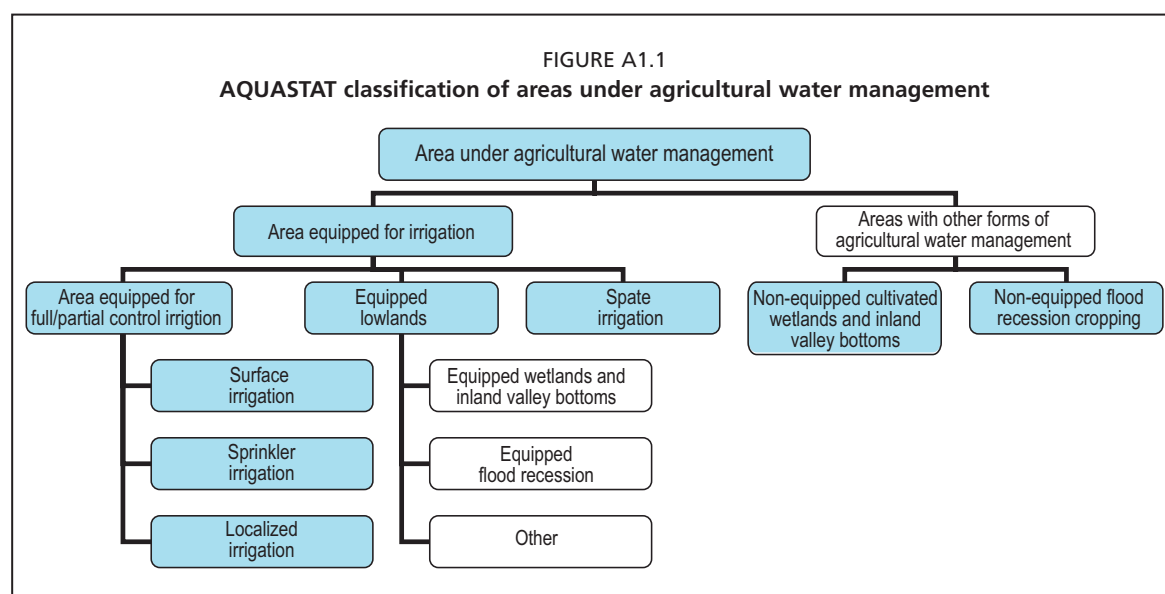 FIGURE A1.1
AQUASTAT classification of areas under agricultural water management
Area under agricultural water management
Area equipped for irrigation
Areas with other forms of
agricultural water management
Area equipped for
full/partial control irrigtion
Equipped
lowlands
Spate
irrigation
Non-equipped cultivated
wetlands and inland
valley bottoms
Non-equipped flood
recession cropping
Surface
irrigation
Equipped wetlands and
inland valley bottoms
Sprinkler
irrigation
Equipped
flood recession
Localized
irrigation
Other